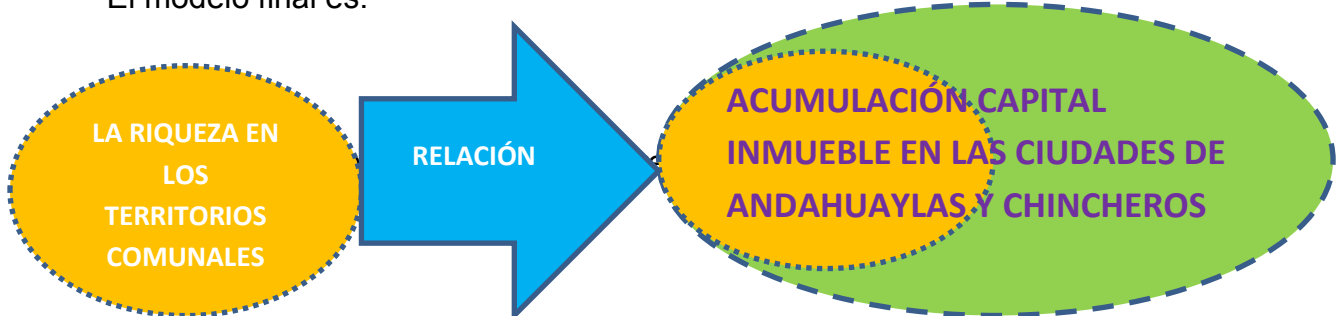 El modelo final es:
LA RIQUEZA EN
LOS
TERRITORIOS
COMUNALES
RELACIÓN
ACUMULACIÓN CAPITAL
INMUEBLE EN LAS CIUDADES DE
ANDAHUAYLAS Y CHINCHEROS